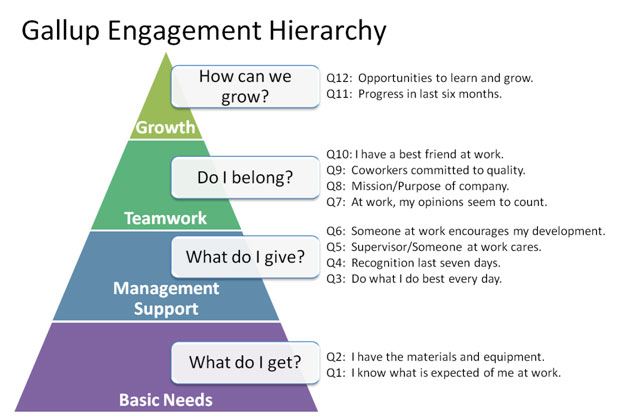 Gallup Engagement Hierarchy
How can we
grow?
Growth
Q12: Opportunities to learn and grow.
Q11: Progress in last six months.
Do I belong?
Teamwork
Q10: I have a best friend at work.
Q9: Coworkers committed to quality.
Q8: Mission/Purpose of company.
Q7: At work, my opinions seem to count.
What do I give?
Management
Support
Q6: Someone at work encourages my development.
Q5: Supervisor/Someone at work cares.
Q4: Recognition last seven days.
Q3: Do what I do best every day.
What do I get?
Basic Needs
Q2: I have the materials and equipment.
Q1: I know what is expected of me at work.